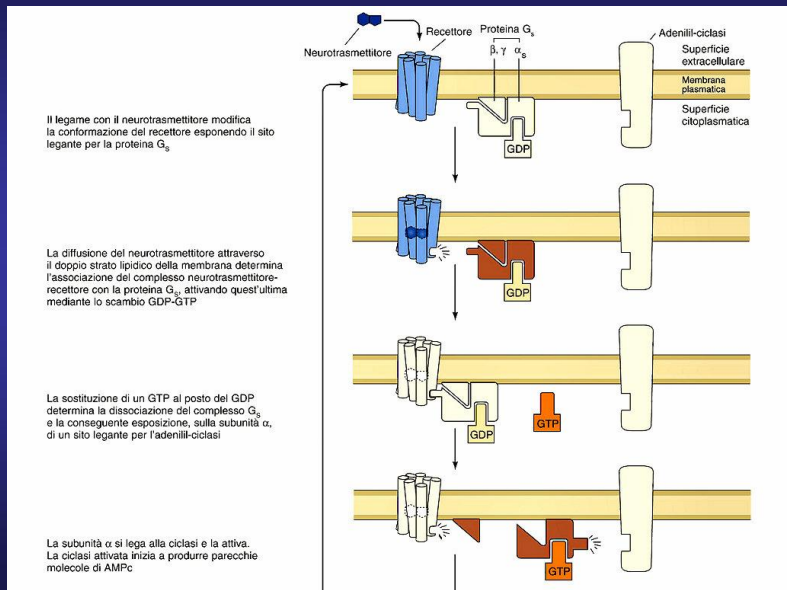 Neurotrasmettitore
Recettore
Proteina Gs
β, γ αs
Adenilil-ciclasi
Superficie
extracellulare
Membrana
plasmatica
Superficie
citoplasmatica
GDP
Il legame con il neurotrasmettitore modifica
la conformazione del recettore esponendo il sito
legante per la proteina Gs
La diffusione del neurotrasmettitore attraverso
il doppio strato lipidico della membrana determina
l'associazione del complesso neurotrasmettitore-
recettore con la proteina Gs, attivando quest'ultima
mediante lo scambio GDP-GTP
GDP
La sostituzione di un GTP al posto del GDP
determina la dissociazione del complesso Gs
e la conseguente esposizione, sulla subunità α,
di un sito legante per l'adenilil-ciclasi
GDP
GTP
La subunità α si lega alla ciclasi e la attiva.
La ciclasi attivata inizia a produrre parecchie
molecole di AMPc
GTP